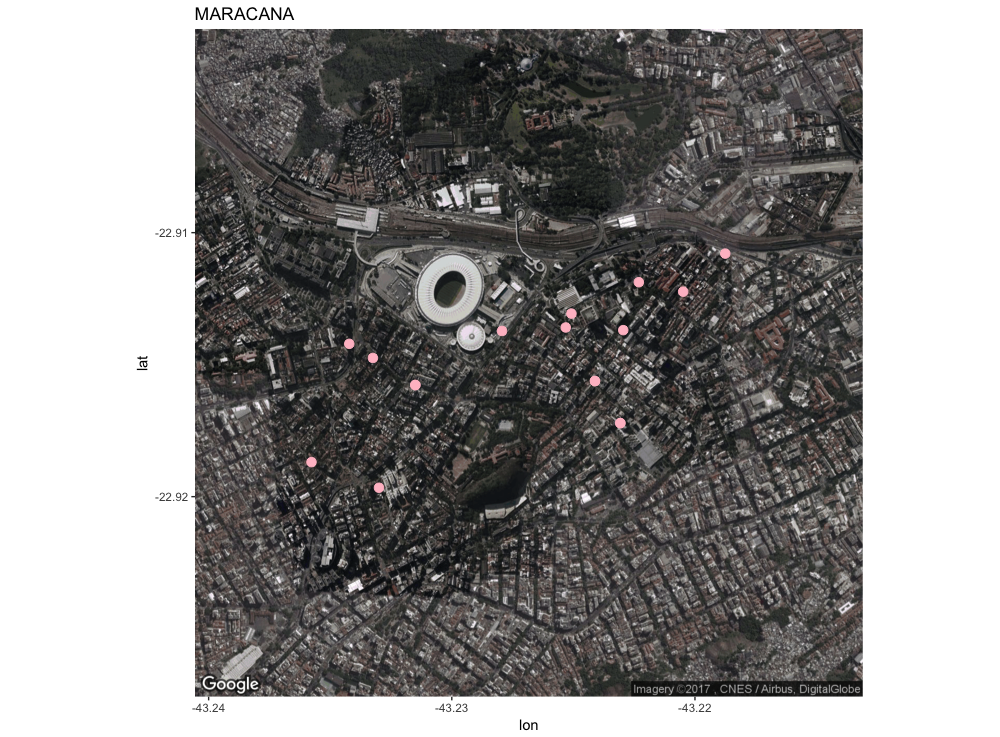 MARACANA
-22.91
lat
-22.92
Google
Imagery ©2017 , CNES / Airbus, DigitalGlobe
-43.24
-43.23
-43.22
lon